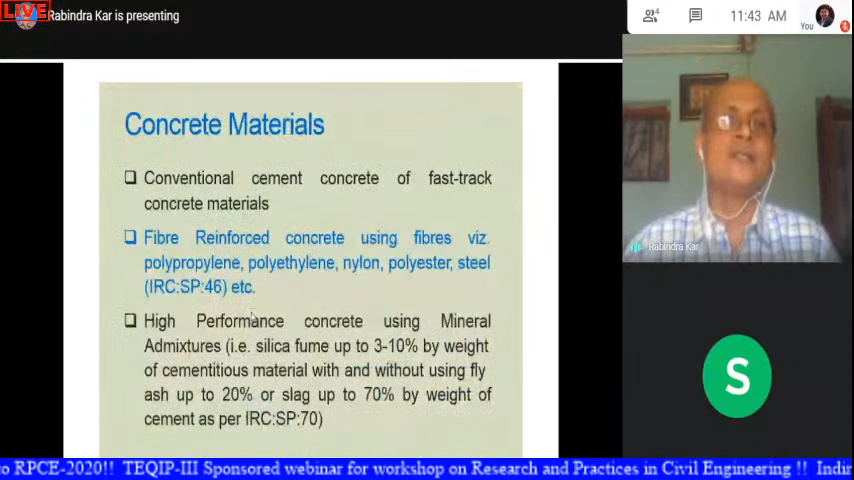 LIVE
Rabindra Kar is presenting
4
11:43 AM
You
Concrete Materials
Conventional cement concrete of fast-track
concrete materials
Fibre Reinforced concrete using fibres viz.
polypropylene, polyethylene, nylon, polyester, steel
(IRC:SP:46) etc.
High Performance concrete using Mineral
Admixtures (i.e. silica fume up to 3-10% by weight
of cementitious material with and without using fly
ash up to 20% or slag up to 70% by weight of
cement as per IRC:SP:70)
Rabindra Kar
S
to RPCE-2020!! TEQIP-III Sponsored webinar for workshop on Research and Practices in Civil Engineering !! Indir